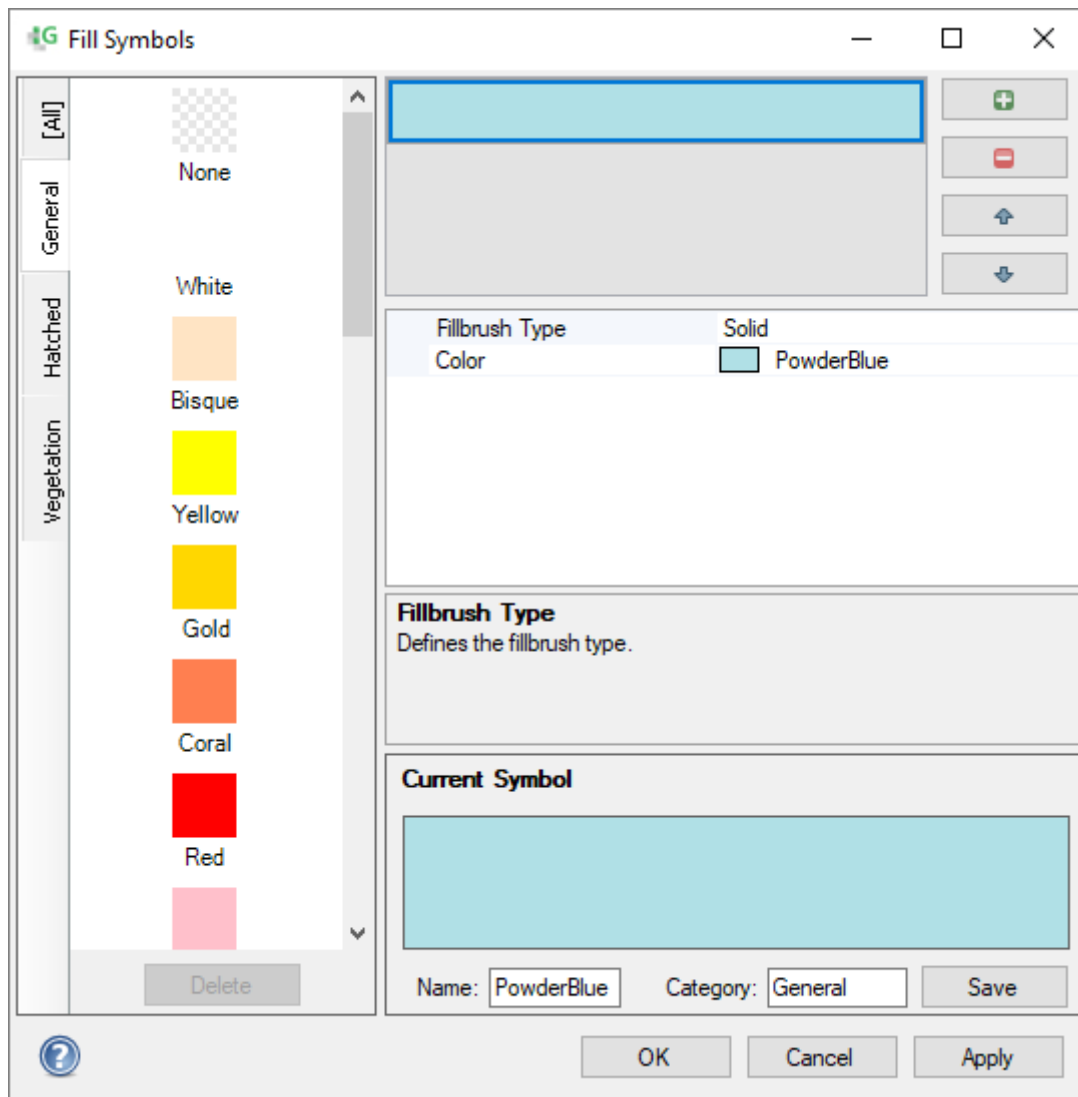 Fill Symbols
[All]
General
Hatched
Vegetation
None
White
Bisque
Yellow
Gold
Coral
Red
Delete
Fillbrush Type Solid
Color PowderBlue
Fillbrush Type
Defines the fillbrush type.
Current Symbol
Name: PowderBlue Category: General Save
OK Cancel Apply